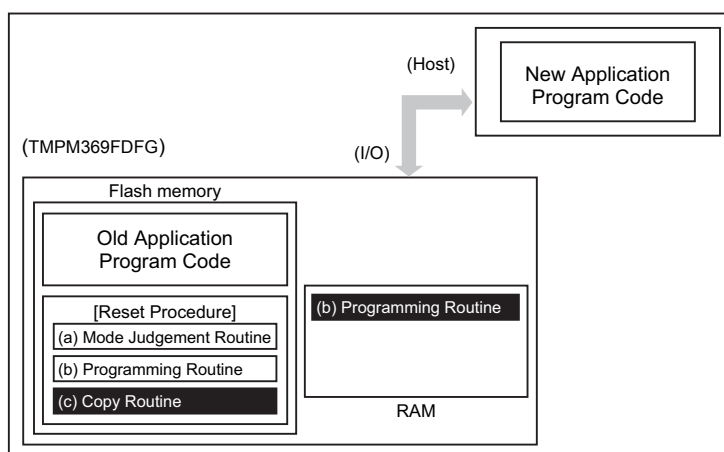 (Host)
New Application
Program Code
(TMPM369FDFG)
(I/O)
Flash memory
Old Application
Program Code
[Reset Procedure]
(a) Mode Judgement Routine
(b) Programming Routine
(c) Copy Routine
(b) Programming Routine
RAM